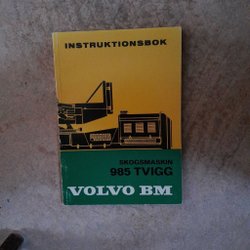 INSTRUKTIONSBOK
SKOGSMASKIN
985 TVIGG
VOLVO BM